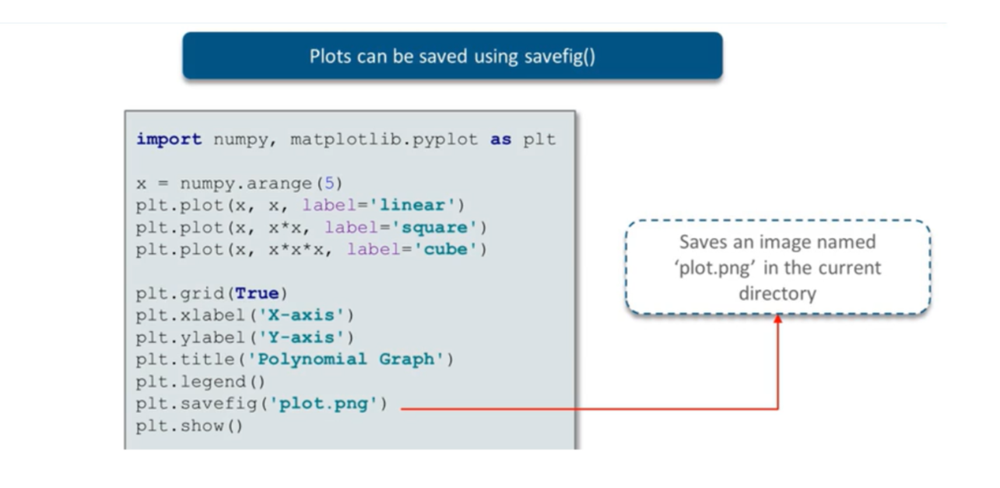 Plots can be saved using savefig()
import numpy, matplotlib.pyplot as plt
x = numpy.arange(5)
plt.plot(x, x, label='linear')
plt.plot(x, x*x, label='square')
plt.plot(x, x*x*x, label='cube')
plt.grid(True)
plt.xlabel('X-axis')
plt.ylabel('Y-axis')
plt.title('Polynomial Graph')
plt.legend()
plt.savefig('plot.png')
plt.show()
Saves an image named
‘plot.png’ in the current
directory